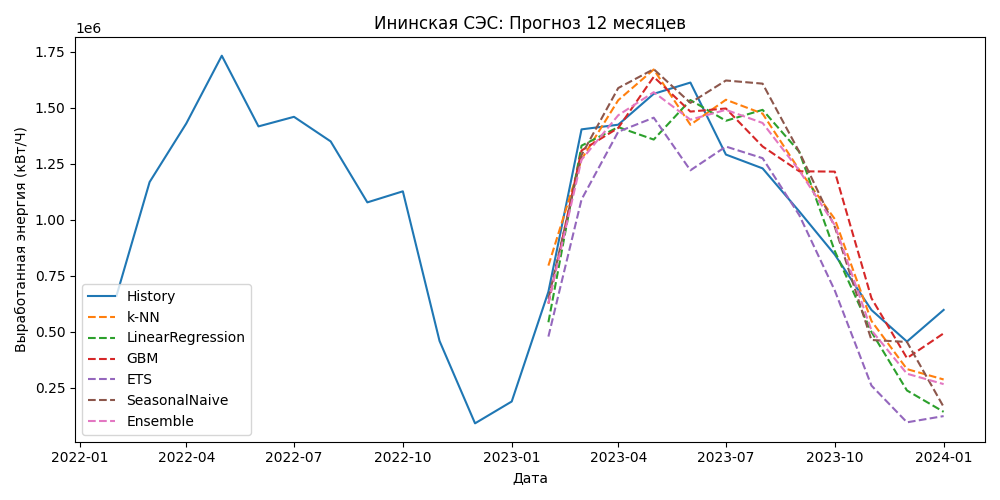 Ининская СЭС: Прогноз 12 месяцев
1e6
Выработанная энергия (кВт/Ч)
1.75
1.50
1.25
1.00
0.75
0.50
0.25
History
k-NN
LinearRegression
GBM
ETS
SeasonalNaive
Ensemble
2022-01 2022-04 2022-07 2022-10 2023-01 2023-04 2023-07 2023-10 2024-01
Дата